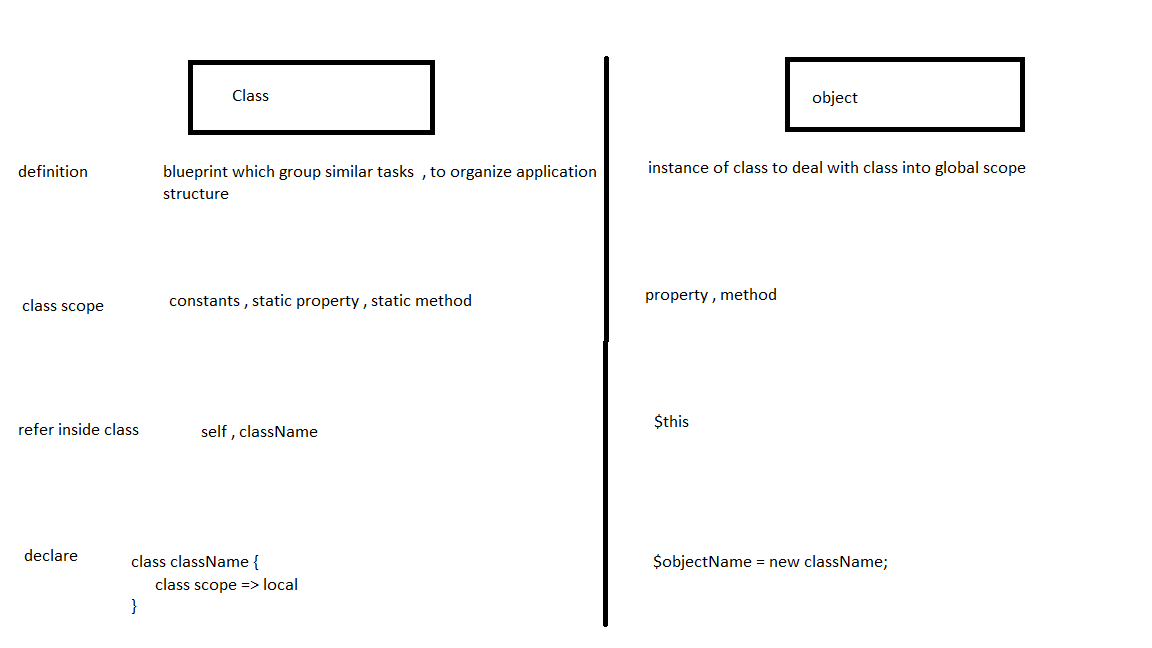 Class
object
definition
blueprint which group similar tasks , to organize application
structure
instance of class to deal with class into global scope
class scope
constants , static property , static method
property , method
refer inside class
self , className
$this
declare
class className {
class scope => local
}
$objectName = new className;